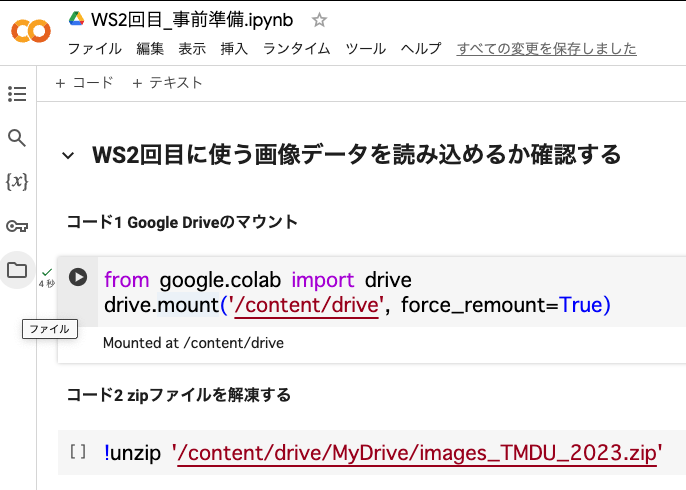 WS2回目_事前準備.ipynb
ファイル 編集 表示 挿入 ランタイム ツール ヘルプ すべての変更を保存しました
+ コード + テキスト
WS2回目に使う画像データを読み込めるか確認する
コード1 Google Driveのマウント
4 秒
from google.colab import drive
drive.mount('/content/drive', force_remount=True)
ファイル
Mounted at /content/drive
コード2 zipファイルを解凍する
[ ] !unzip '/content/drive/MyDrive/images_TMDU_2023.zip'